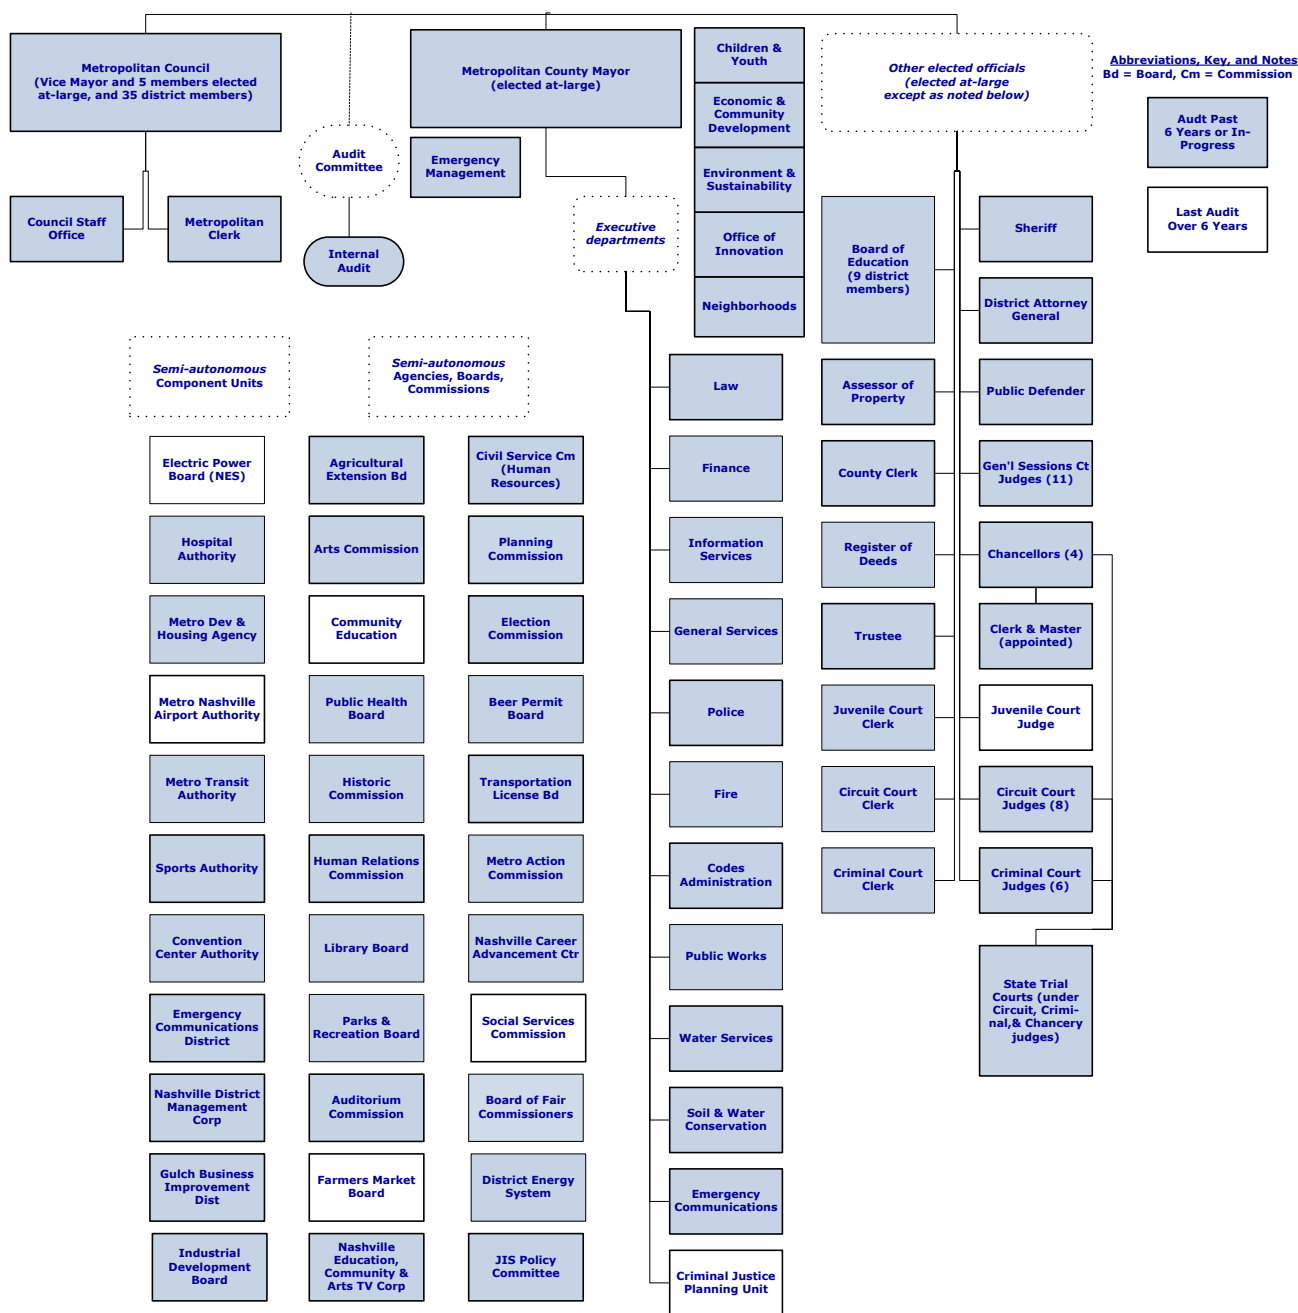 Metropolitan Council
(Vice Mayor and 5 members elected
at-large, and 35 district members)
Metropolitan County Mayor
(elected at-large)
Children &
Youth
Economic &
Community
Development
Environment &
Sustainability
Office of
Innovation
Neighborhoods
Other elected officials
(elected at-large
except as noted below)
Abbreviations, Key, and Notes
Bd = Board, Cm = Commission
Audt Past
6 Years or In-
Progress
Last Audit
Over 6 Years
Council Staff
Office
Metropolitan
Clerk
Audit
Committee
Internal
Audit
Emergency
Management
Executive
departments
Semi-autonomous
Component Units
Semi-autonomous
Agencies, Boards,
Commissions
Electric Power
Board (NES)
Hospital
Authority
Metro Dev &
Housing Agency
Metro Nashville
Airport Authority
Metro Transit
Authority
Sports Authority
Convention
Center Authority
Emergency
Communications
District
Nashville District
Management
Corp
Gulch Business
Improvement
Dist
Industrial
Development
Board
Agricultural
Extension Bd
Arts Commission
Community
Education
Public Health
Board
Historic
Commission
Human Relations
Commission
Library Board
Parks &
Recreation Board
Auditorium
Commission
Farmers Market
Board
Nashville
Education,
Community &
Arts TV Corp
Civil Service Cm
(Human
Resources)
Planning
Commission
Election
Commission
Beer Permit
Board
Transportation
License Bd
Metro Action
Commission
Nashville Career
Advancement Ctr
Social Services
Commission
Board of Fair
Commissioners
District Energy
System
JIS Policy
Committee
Law
Finance
Information
Services
General Services
Police
Fire
Codes
Administration
Public Works
Water Services
Soil & Water
Conservation
Emergency
Communications
Criminal Justice
Planning Unit
Board of
Education
(9 district
members)
Assessor of
Property
County Clerk
Register of
Deeds
Trustee
Juvenile Court
Clerk
Circuit Court
Clerk
Criminal Court
Clerk
Sheriff
District Attorney
General
Public Defender
Gen'l Sessions Ct
Judges (11)
Chancellors (4)
Clerk & Master
(appointed)
Juvenile Court
Judge
Circuit Court
Judges (8)
Criminal Court
Judges (6)
State Trial
Courts (under
Circuit, Crimi-
nal,& Chancery
judges)